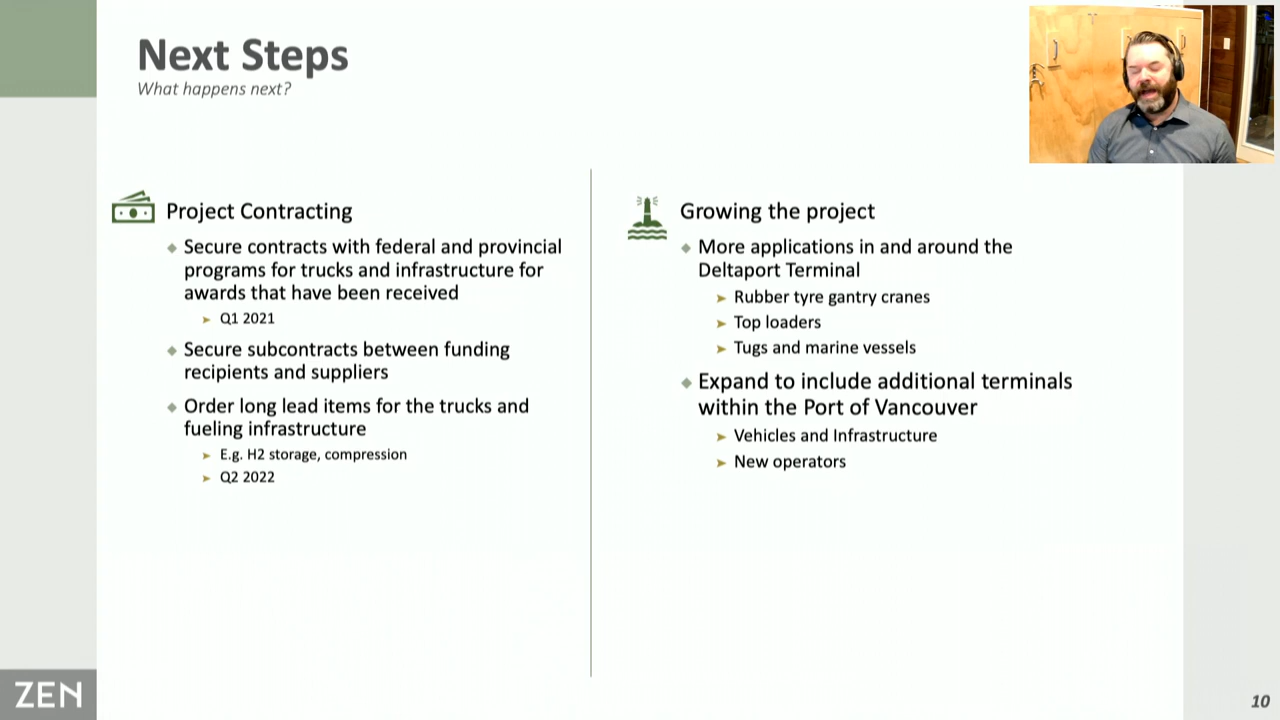 Next Steps
What happens next?
Project Contracting
Secure contracts with federal and provincial
programs for trucks and infrastructure for
awards that have been received
Q1 2021
Secure subcontracts between funding
recipients and suppliers
Order long lead items for the trucks and
fueling infrastructure
E.g. H2 storage, compression
Q2 2022
Growing the project
More applications in and around the
Deltaport Terminal
Rubber tyre gantry cranes
Top loaders
Tugs and marine vessels
Expand to include additional terminals
within the Port of Vancouver
Vehicles and Infrastructure
New operators
ZEN
10